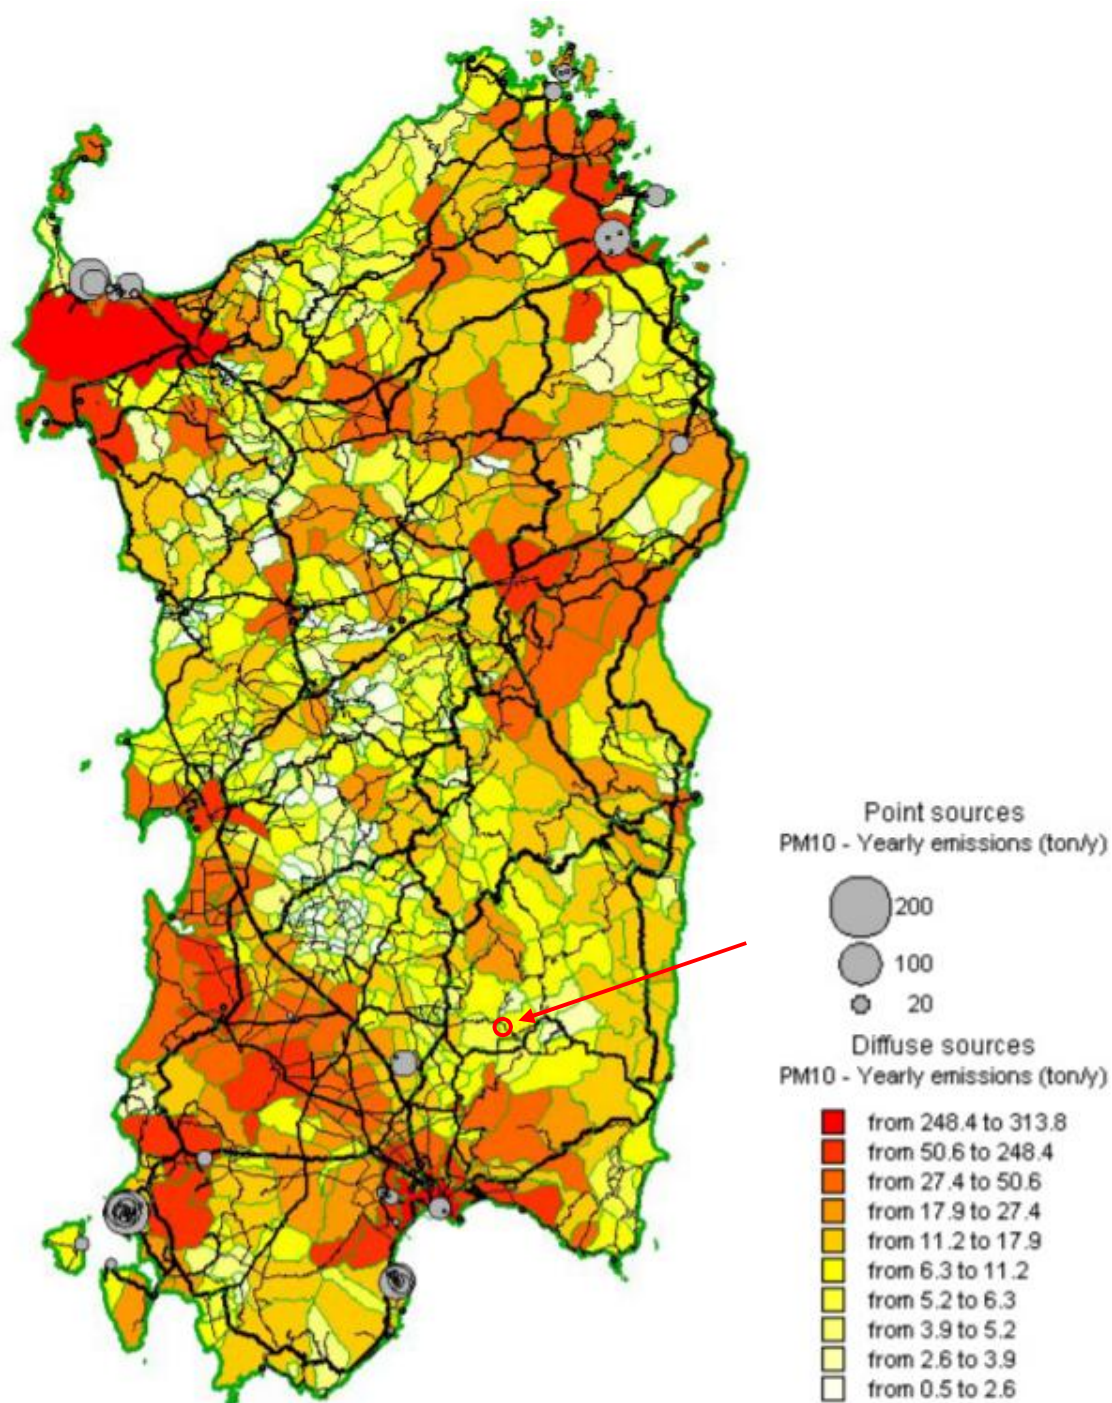 Point sources
PM10 - Yearly emissions (ton/y)
200
100
20
Diffuse sources
PM10 - Yearly emissions (ton/y)
from 248.4 to 313.8
from 50.6 to 248.4
from 27.4 to 50.6
from 17.9 to 27.4
from 11.2 to 17.9
from 6.3 to 11.2
from 5.2 to 6.3
from 3.9 to 5.2
from 2.6 to 3.9
from 0.5 to 2.6